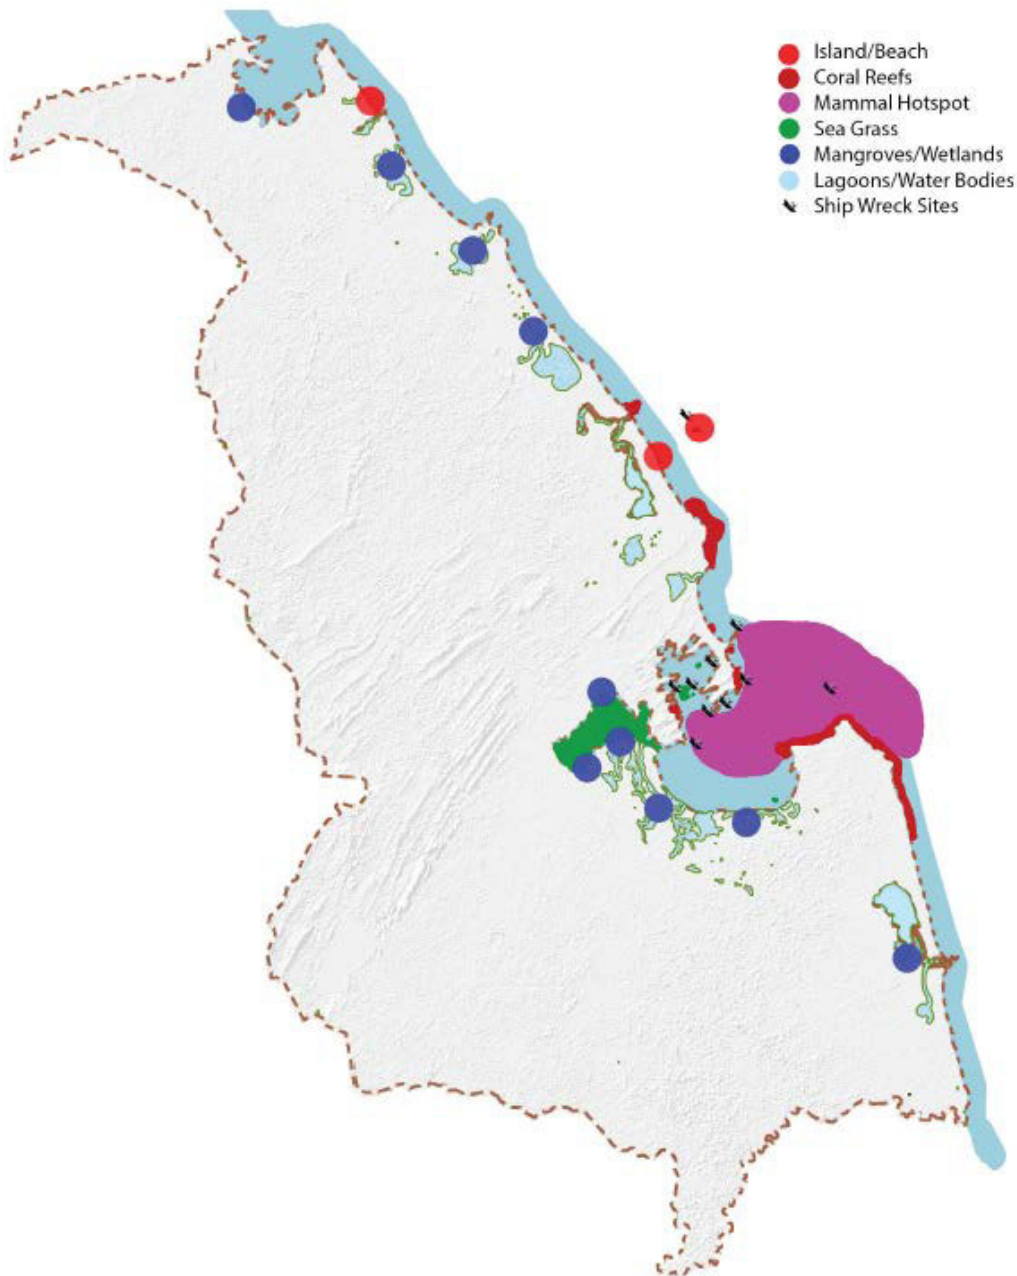 Island/Beach
Coral Reefs
Mammal Hotspot
Sea Grass
Mangroves/Wetlands
Lagoons/Water Bodies
Ship Wreck Sites